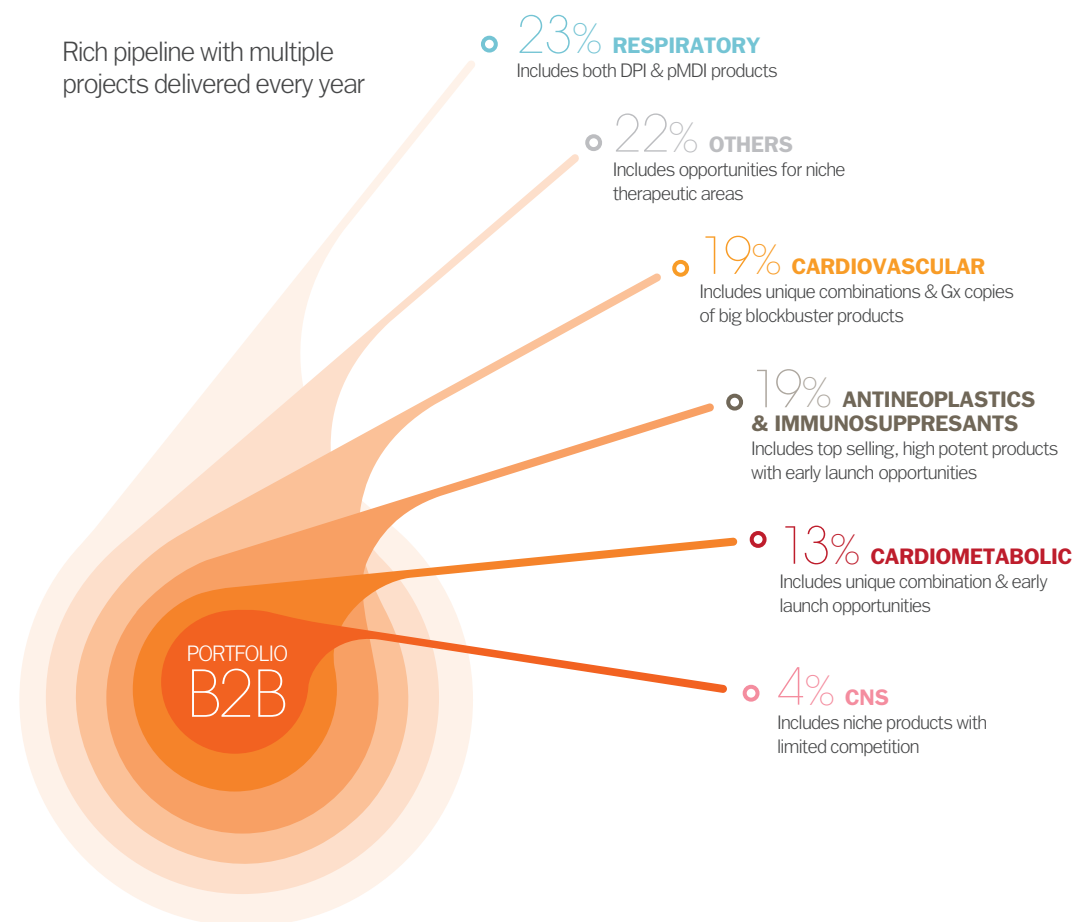 Rich pipeline with multiple
projects delivered every year
23% RESPIRATORY
Includes both DPI & pMDI products
22% OTHERS
Includes opportunities for niche
therapeutic areas
19% CARDIOVASCULAR
Includes unique combinations & Gx copies
of big blockbuster products
19% ANTINEOPLASTICS
& IMMUNOSUPPRESANTS
Includes top selling, high potent products
with early launch opportunities
13% CARDIOMETABOLIC
Includes unique combination & early
launch opportunities
PORTFOLIO
B2B
4% CNS
Includes niche products with
limited competition